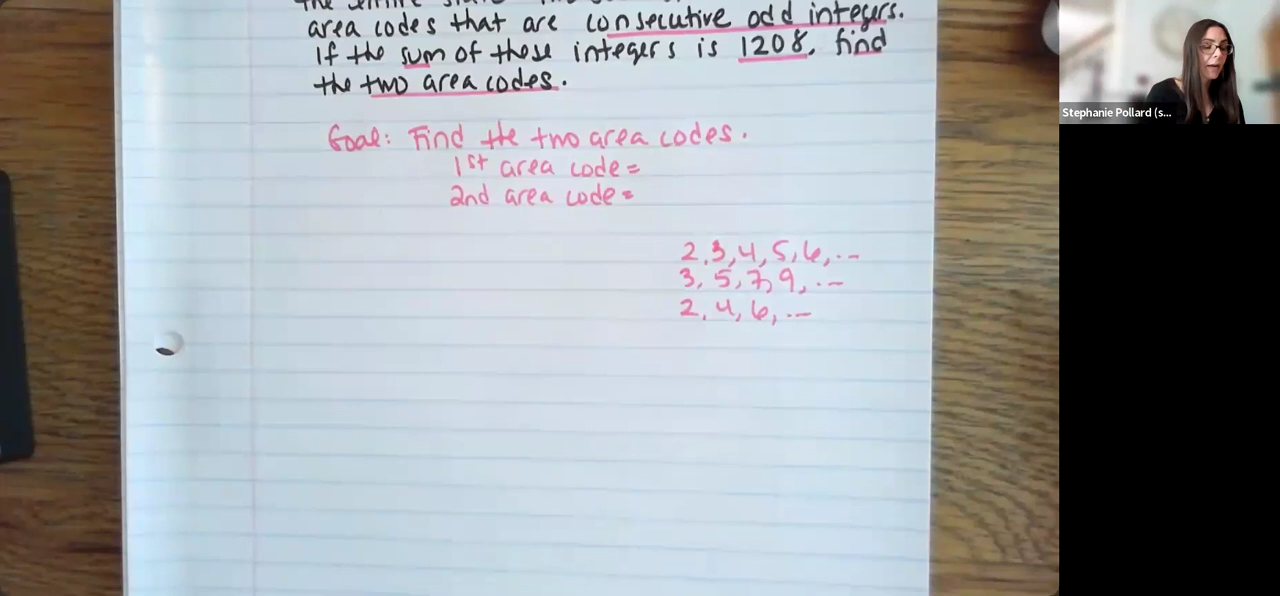 area codes that are consecutive odd integers.
If the sum of these integers is 1208, find
the two area codes.
Goal: Find the two area codes.
1st area code=
2nd area code=
2,3,4,5,6,...
3, 5, 7, 9, ...
2, 4, 6, ...
Stephanie Pollard (s...